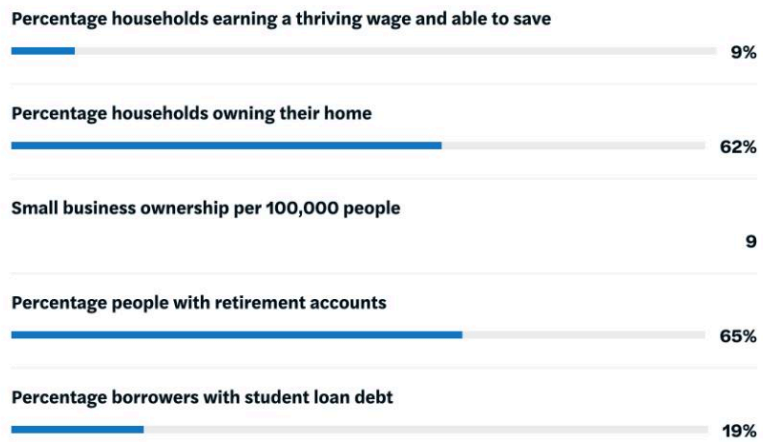 Percentage households earning a thriving wage and able to save
9%
Percentage households owning their home
62%
Small business ownership per 100,000 people
9
Percentage people with retirement accounts
65%
Percentage borrowers with student loan debt
19%